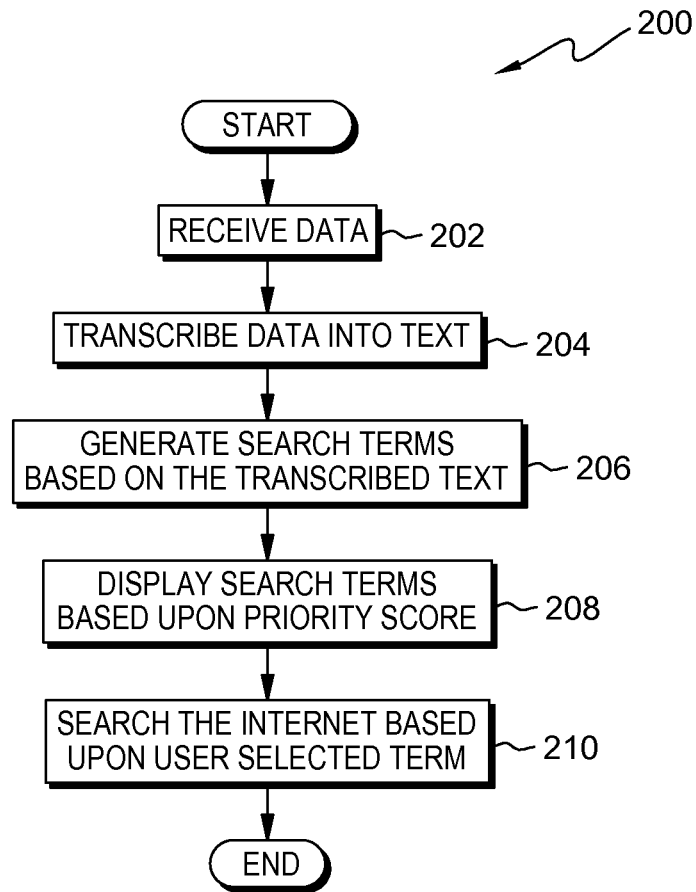 200
START
RECEIVE DATA
202
TRANSCRIBE DATA INTO TEXT
204
GENERATE SEARCH TERMS
BASED ON THE TRANSCRIBED TEXT
206
DISPLAY SEARCH TERMS
BASED UPON PRIORITY SCORE
208
SEARCH THE INTERNET BASED
UPON USER SELECTED TERM
210
END